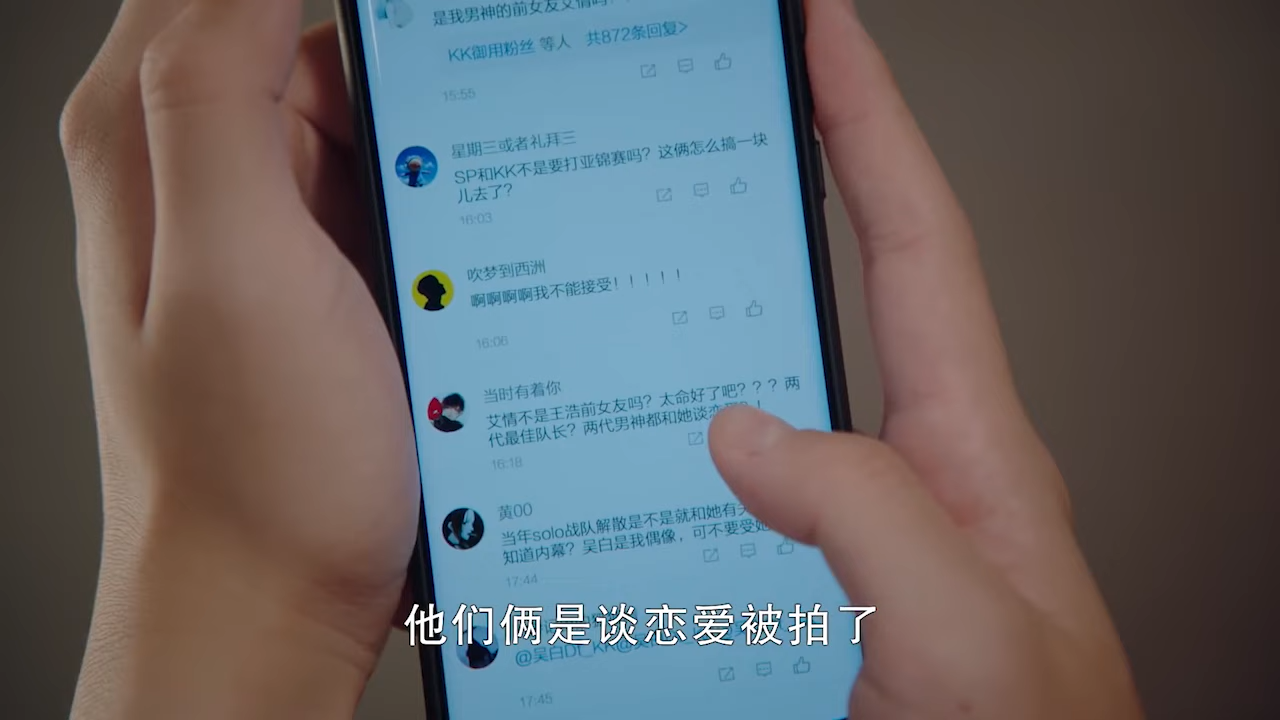 是我男神的前女友艾情吗?
KK御用粉丝 等人 共872条回复>
15:55
星期三或者礼拜三
SP和KK不是要打亚锦赛吗?这俩怎么搞一块
儿去了?
16:03
吹梦到西洲
啊啊啊啊我不能接受!!!!!
16:06
当时有着你
艾情不是王浩前女友吗?太命好了吧???两
代最佳队长?两代男神都和她谈
16:18
黄00
当年solo战队解散是不是就和她有
知道内幕?吴白是我偶像,可不要受她
17:44
他们俩是谈恋爱被拍了
@吴白DT_KK@
17:45